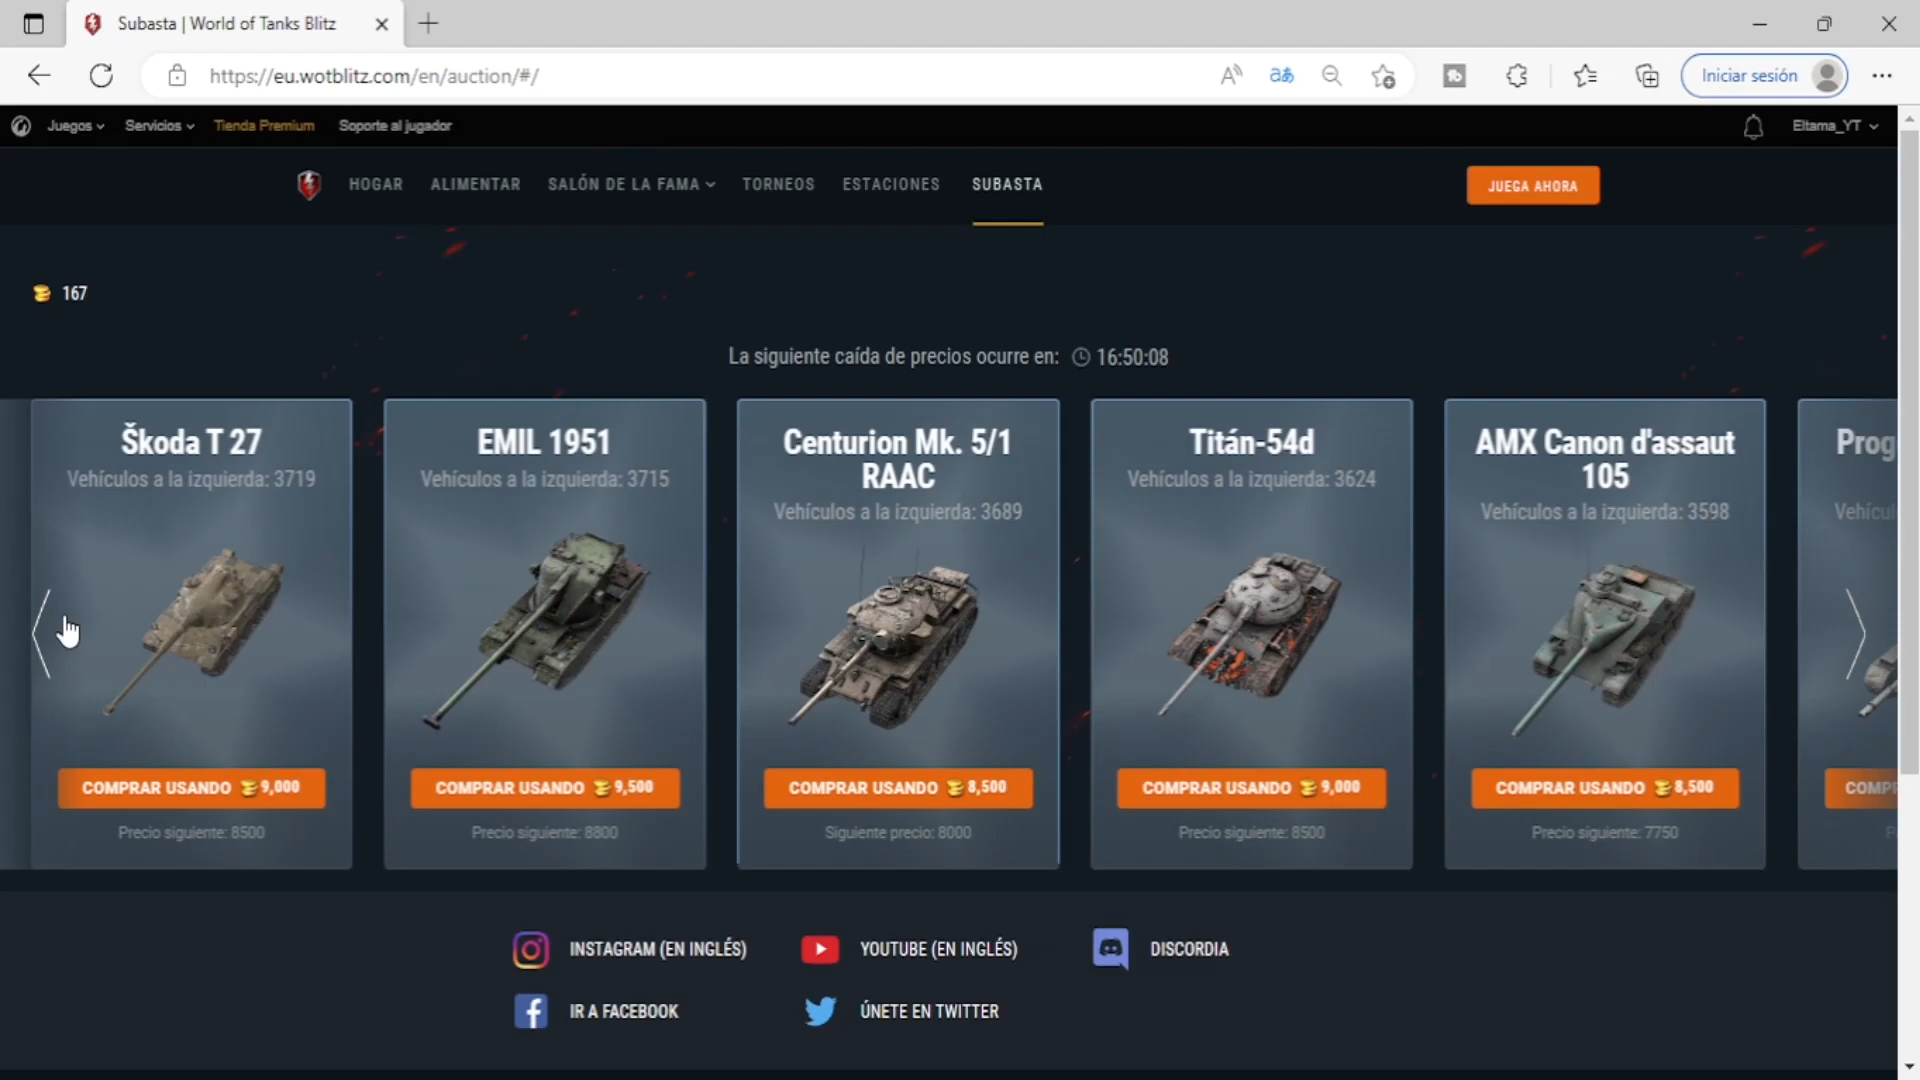 Subasta | World of Tanks Blitz
https://eu.wotblitz.com/en/auction/#/
Iniciar sesión
Juegos
Servicios
Tienda Premium
Soporte al jugador
Eltama_YT
HOGAR
ALIMENTAR
SALÓN DE LA FAMA
TORNEOS
ESTACIONES
SUBASTA
JUEGA AHORA
167
La siguiente caída de precios ocurre en: 16:50:08
Škoda T 27
Vehículos a la izquierda: 3719
COMPRAR USANDO 9,000
Precio siguiente: 8500
EMIL 1951
Vehículos a la izquierda: 3715
COMPRAR USANDO 9,500
Precio siguiente: 8800
Centurion Mk. 5/1
RAAC
Vehículos a la izquierda: 3689
COMPRAR USANDO 8,500
Siguiente precio: 8000
Titán-54d
Vehículos a la izquierda: 3624
COMPRAR USANDO 9,000
Precio siguiente: 8500
AMX Canon d'assaut
105
Vehículos a la izquierda: 3598
COMPRAR USANDO 8,500
Precio siguiente: 7750
Prog
INSTAGRAM (EN INGLÉS)
YOUTUBE (EN INGLÉS)
DISCORDIA
IR A FACEBOOK
ÚNETE EN TWITTER